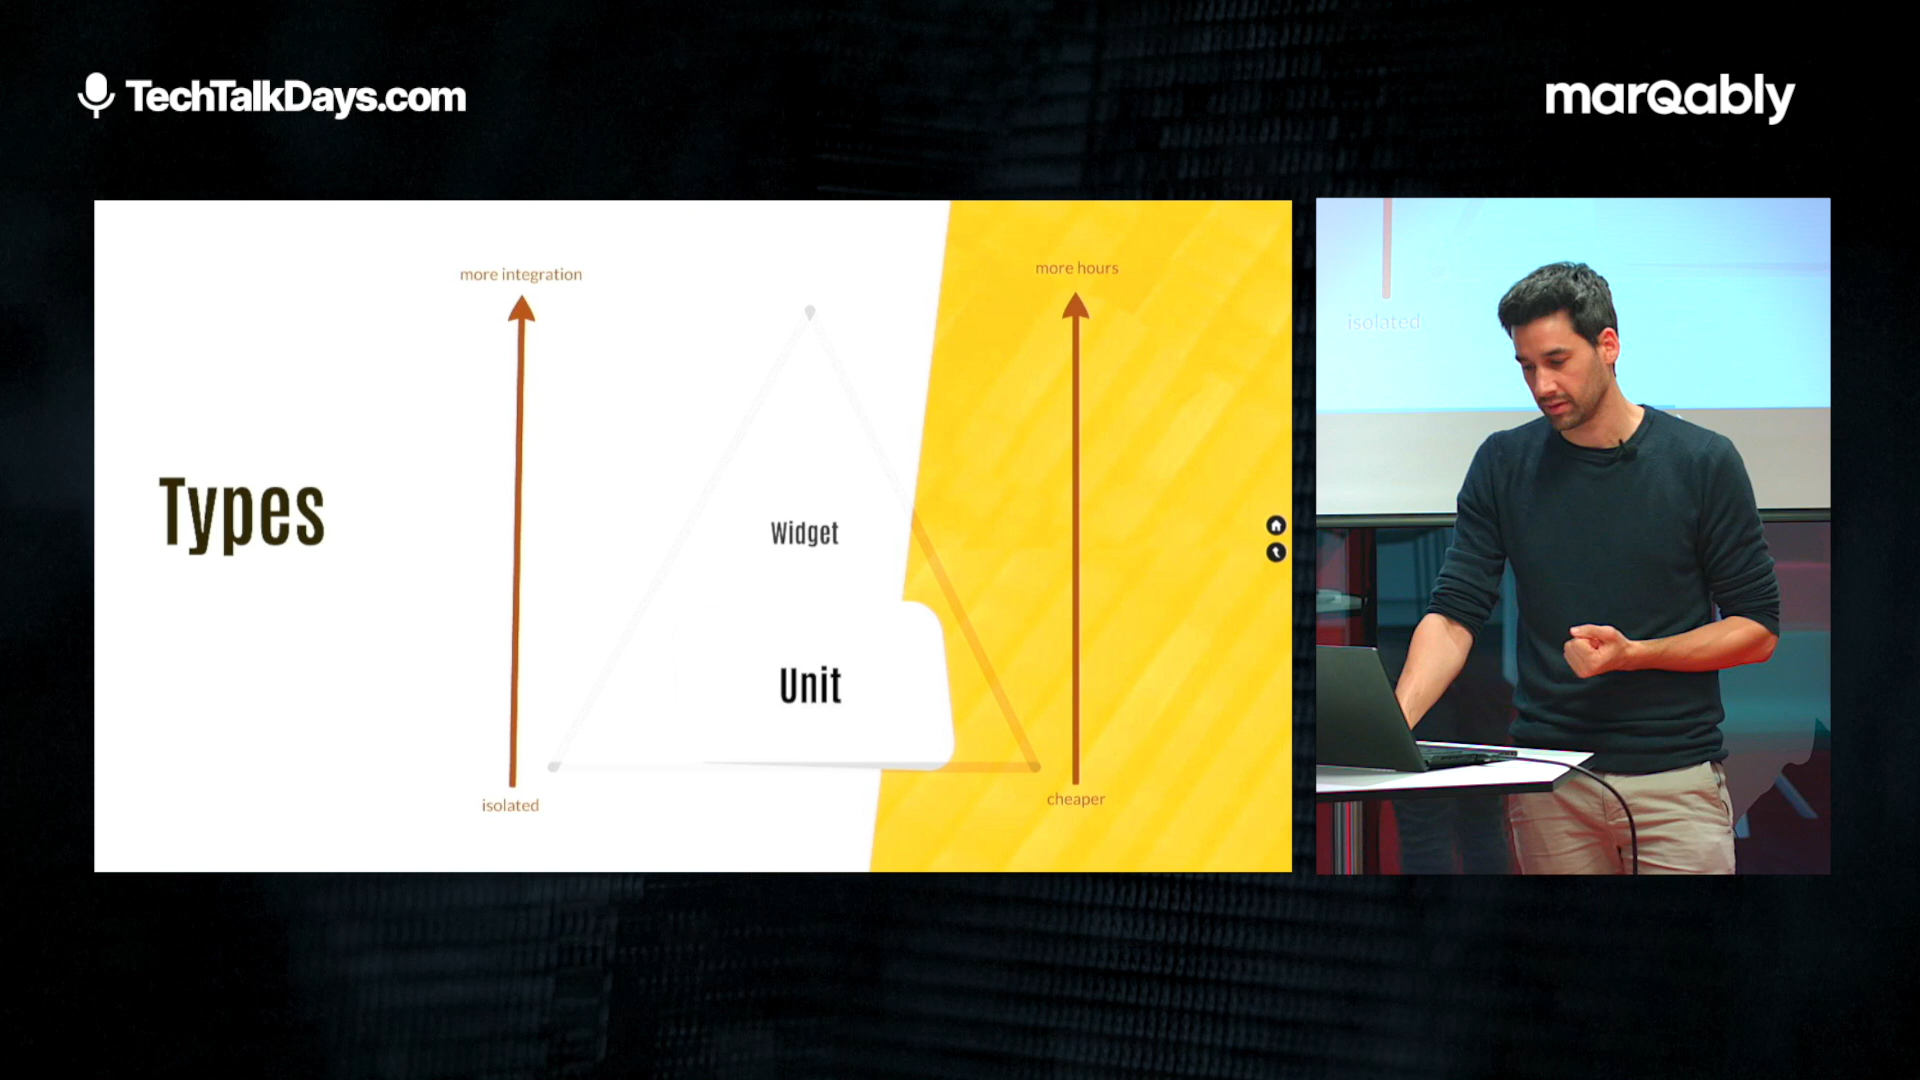 TechTalkDays.com
marQably
more integration
more hours
Types
Widget
Unit
isolated
cheaper
isolated